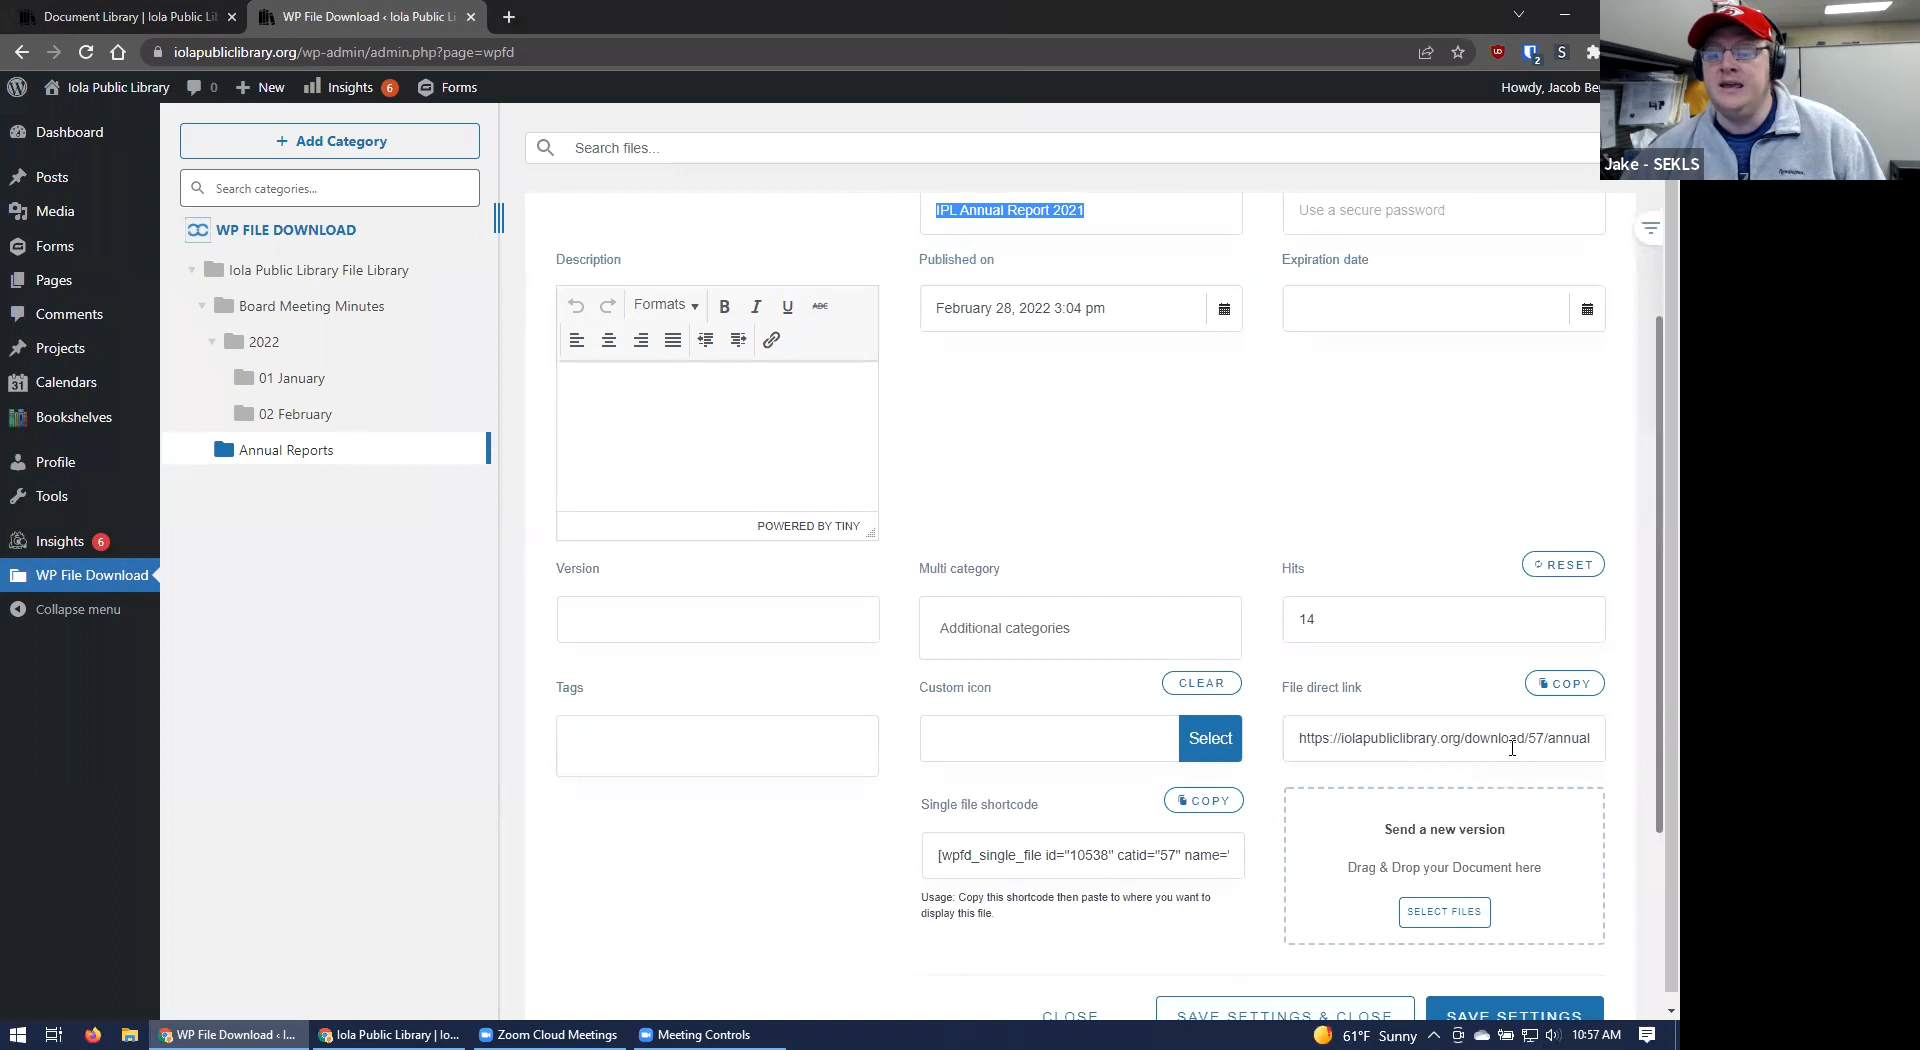 Document Library | Iola Public Li
WP File Download ‹ Iola Public Li
iolapubliclibrary.org/wp-admin/admin.php?page=wpfd
Iola Public Library
0
New
Insights
6
Forms
Howdy, Jacob Be
Jake - SEKLS
Dashboard
Posts
Media
Forms
Pages
Comments
Projects
Calendars
Bookshelves
Profile
Tools
Insights 6
WP File Download
Collapse menu
+ Add Category
Search categories...
WP FILE DOWNLOAD
Iola Public Library File Library
Board Meeting Minutes
2022
01 January
02 February
Annual Reports
Search files...
IPL Annual Report 2021
Use a secure password
Description
Published on
Expiration date
Formats
B I U ABC
February 28, 2022 3:04 pm
POWERED BY TINY
Version
Multi category
Hits
RESET
Additional categories
14
Tags
Custom icon
CLEAR
File direct link
COPY
Select
https://iolapubliclibrary.org/download/57/annual
Single file shortcode
COPY
[wpfd_single_file id="10538" catid="57" name="
Usage: Copy this shortcode then paste to where you want to
display this file.
Send a new version
Drag & Drop your Document here
SELECT FILES
CLOSE
SAVE SETTINGS & CLOSE
SAVE SETTINGS
WP File Download ‹ I...
Iola Public Library | Io...
Zoom Cloud Meetings
Meeting Controls
61°F Sunny
10:57 AM